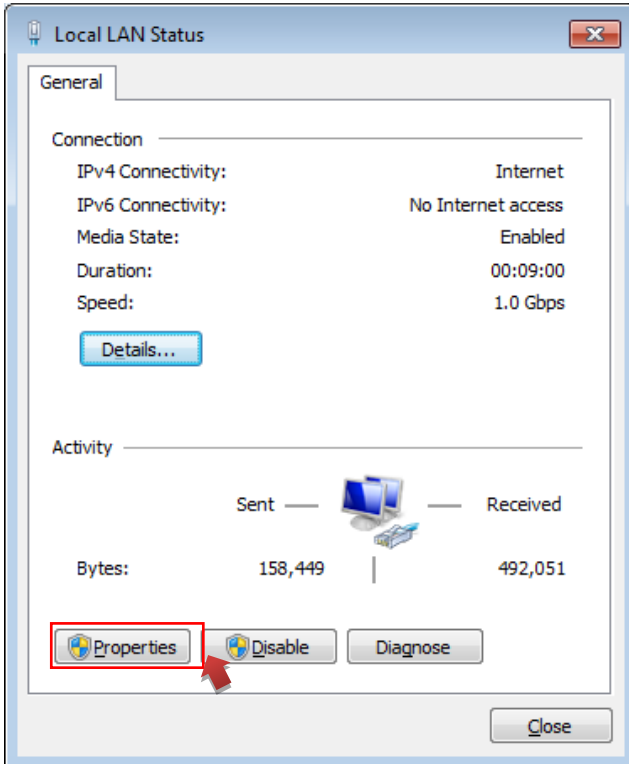 Local LAN Status
General
Connection
IPv4 Connectivity: Internet
IPv6 Connectivity: No Internet access
Media State: Enabled
Duration: 00:09:00
Speed: 1.0 Gbps
Details...
Activity
Sent Received
Bytes: 158,449 492,051
Properties Disable Diagnose
Close